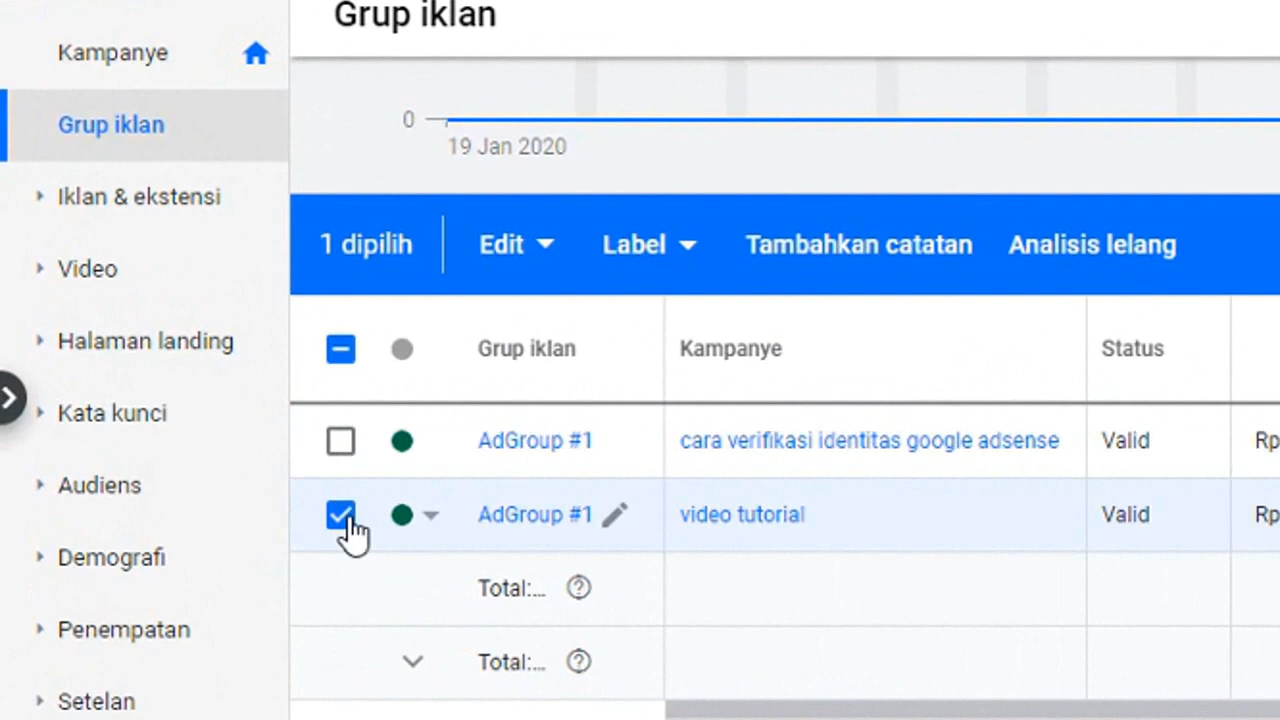 Grup iklan
Kampanye
Grup iklan
Iklan & ekstensi
Video
Halaman landing
Kata kunci
Audiens
Demografi
Penempatan
Setelan
0
19 Jan 2020
1 dipilih Edit Label Tambahkan catatan Analisis lelang
Grup iklan Kampanye Status
AdGroup #1 cara verifikasi identitas google adsense Valid Rp
AdGroup #1 video tutorial Valid Rp
Total:...
Total:...